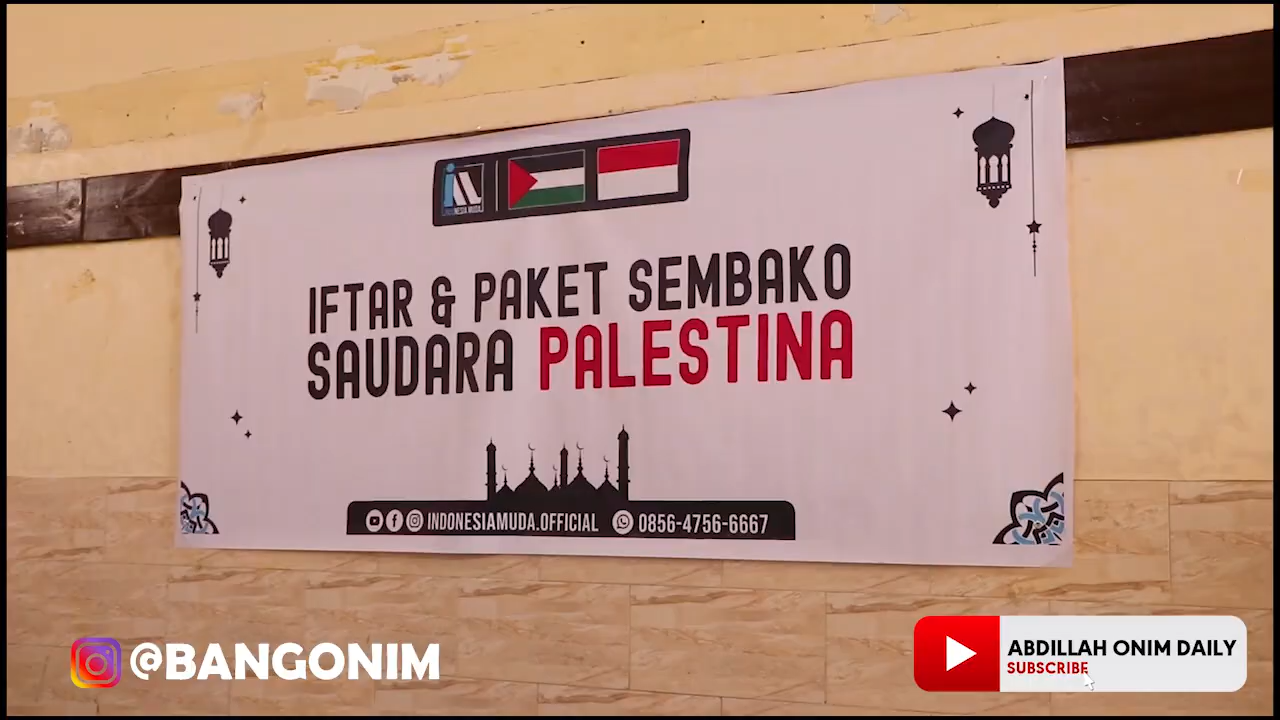 INDONESIA MUDA
IFTAR & PAKET SEMBAKO
SAUDARA PALESTINA
INDONESIAMUDA.OFFICIAL 0856-4756-6667
@BANGONIM
ABDILLAH ONIM DAILY
SUBSCRIBE